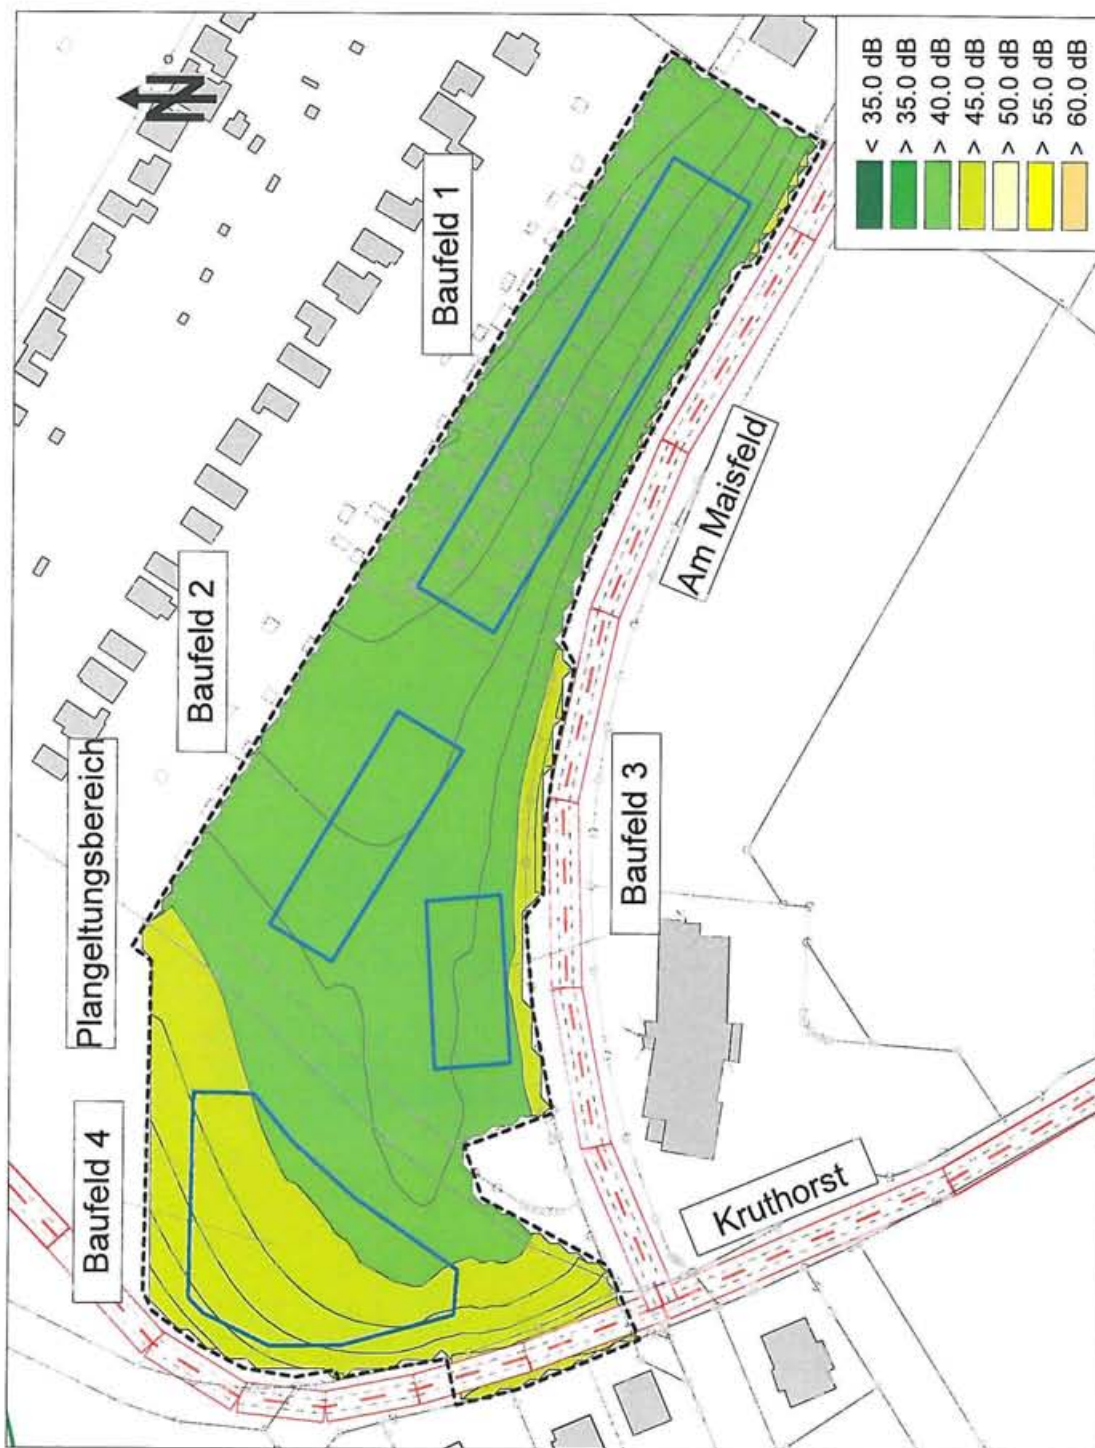 Plangeltungsbereich
Baufeld 4
Baufeld 2
Baufeld 1
Baufeld 3
Am Maisfeld
Kruthorst
< 35.0 dB
> 35.0 dB
> 40.0 dB
> 45.0 dB
> 50.0 dB
> 55.0 dB
> 60.0 dB
N